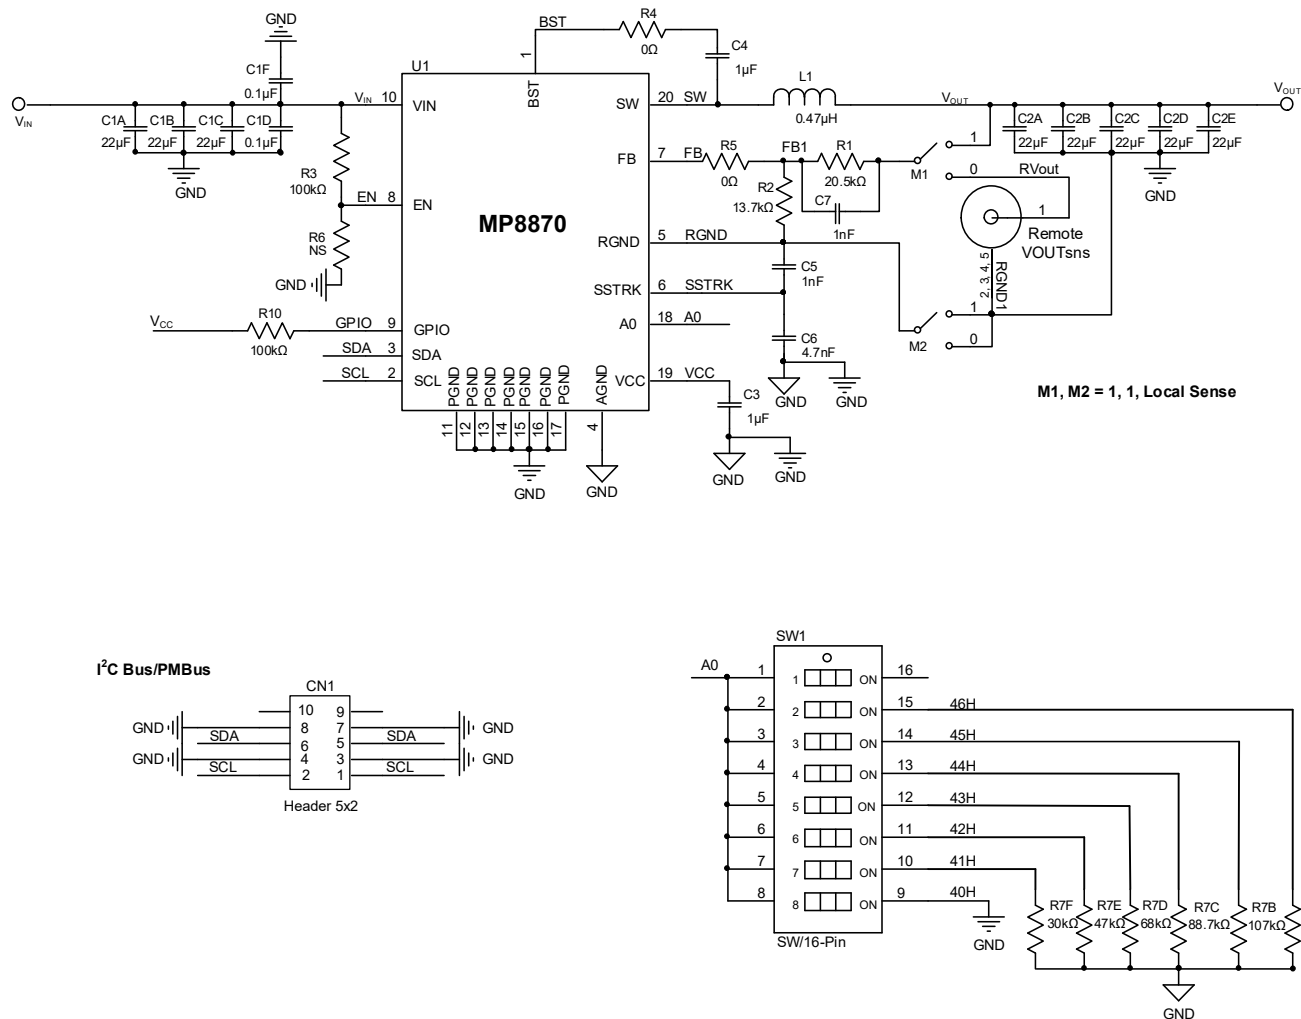 GND
BST
R4
0Ω
C4
1µF
C1F
0.1µF
U1
1
BST
L1
0.47µH
V_IN
V_IN 10 VIN
SW 20 SW
V_OUT
V_OUT
C1A
22µF
C1B
22µF
C1C
22µF
C1D
0.1µF
GND
C2A
22µF
C2B
22µF
C2C
22µF
C2D
22µF
C2E
22µF
GND
FB 7 FB
R5
0Ω
FB1
R1
20.5kΩ
M1
1
0
RVout
R3
100kΩ
R2
13.7kΩ
C7
1nF
EN 8 EN
MP8870
1
Remote
VOUTsns
R6
NS
GND
RGND 5 RGND
C5
1nF
2, 3, 4, 5
RGND1
SSTRK 6 SSTRK
V_CC
R10
100kΩ
GPIO 9 GPIO
A0 18 A0
C6
4.7nF
M2
1
0
SDA 3 SDA
SCL 2 SCL
VCC 19 VCC
GND
GND
C3
1µF
M1, M2 = 1, 1, Local Sense
PGND
PGND
PGND
PGND
PGND
PGND
PGND
AGND
11
12
13
14
15
16
17
4
GND
GND
GND
GND
I²C Bus/PMBus
CN1
10 9
GND 8 7 GND
SDA 6 5 SDA
GND 4 3 GND
SCL 2 1 SCL
Header 5x2
SW1
A0
1 1 ON 16
2 2 ON 15 46H
3 3 ON 14 45H
4 4 ON 13 44H
5 5 ON 12 43H
6 6 ON 11 42H
7 7 ON 10 41H
8 8 ON 9 40H
SW/16-Pin
GND
R7F
30kΩ
R7E
47kΩ
R7D
68kΩ
R7C
88.7kΩ
R7B
107kΩ
GND